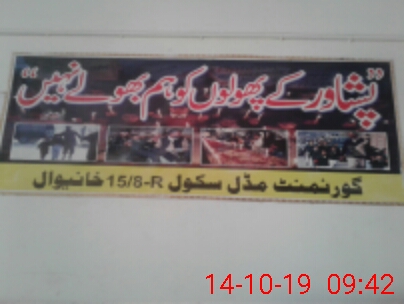 "پشاور کے پھولوں کو ہم بھولے نہیں"
گورنمنٹ مڈل سکول 15/8-R خانیوال
14-10-19 09:42